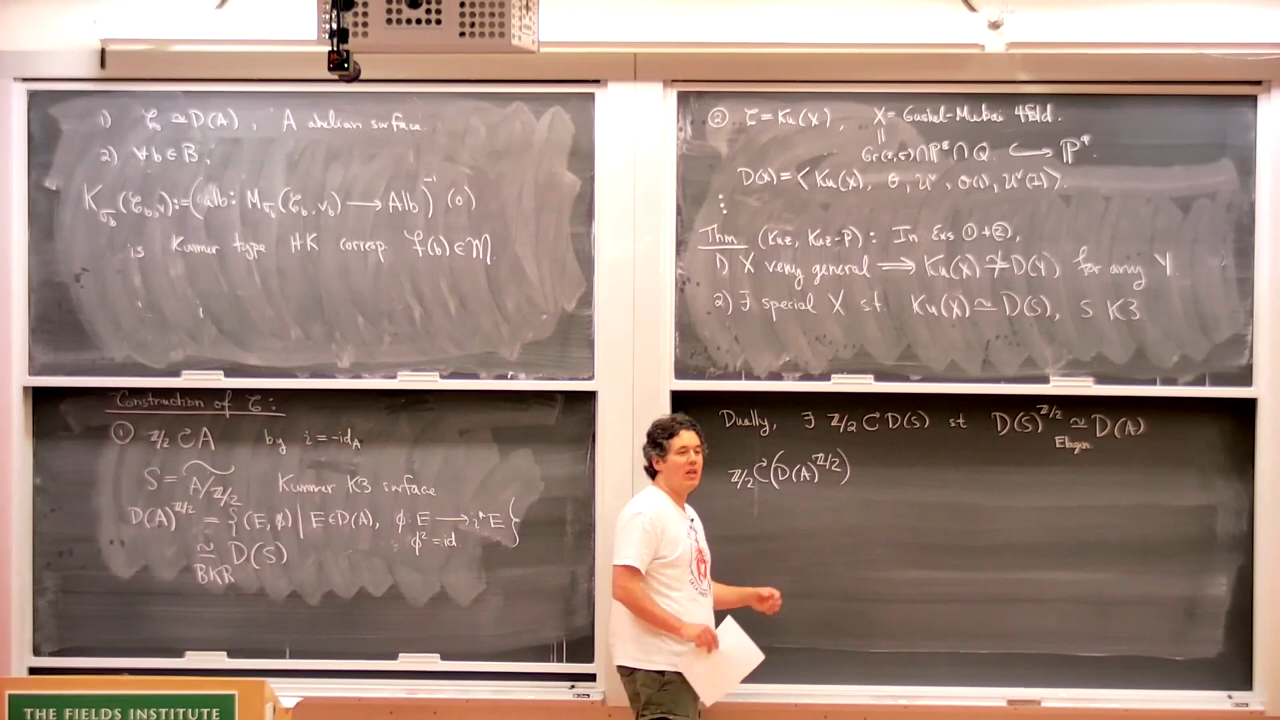 1) 𝒞 ≃ D(A), A abelian surface.
2) ∀b∈B,
K_{σ_b}(𝒞_b,v) := (alb: M_{σ_b}(𝒞_b,v_b) ⟶ Alb)^{-1}(0)
is Kummer type HK corresp. f(b)∈M.
Construction of 𝒞:
① ℤ/2 ↻ A by i = -id_A
S = \widetilde{A/ℤ/2} Kummer K3 surface
D(A)^{ℤ/2} = {(E,ϕ) | E∈D(A), ϕ: E ⟶ i^*E}
ϕ² = id
≃ D(S)
BKR
② 𝒞 = Ku(X), X = Gushel-Mukai 4fold.
Gr(2,5)∩ℙ⁸∩Q ↪ ℙ⁹.
D(X) = ⟨Ku(X), O, U^∨, O(1), U^∨(1)⟩.
⋮
Thm (Kuz, Kuz-P): In Exs ①+②,
1) X very general ⟹ Ku(X) ≄ D(Y) for any Y.
2) ∃ special X st. Ku(X) ≃ D(S), S K3
Dually, ∃ ℤ/2 ↻ D(S) st D(S)^{ℤ/2} ≃ D(A)
Elagin
ℤ/2 ↻ (D(A)^{ℤ/2})
THE FIELDS INSTITUTE